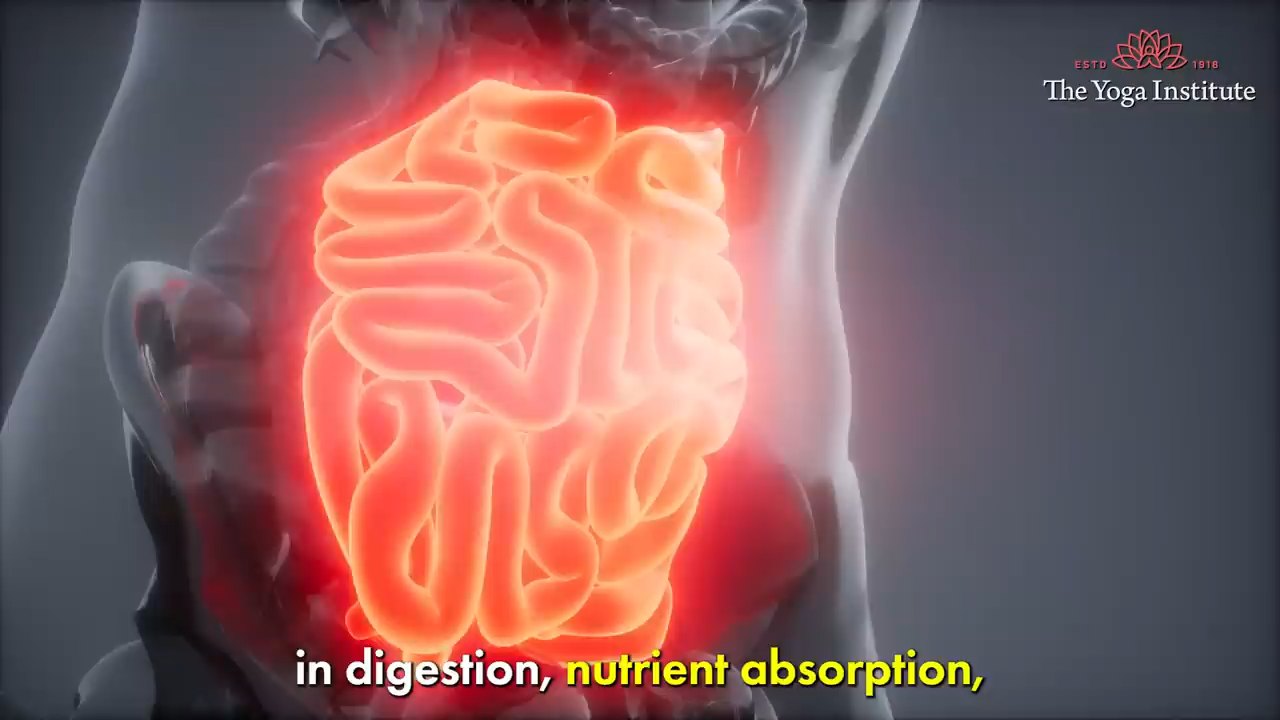 ESTD 1918
The Yoga Institute
in digestion, nutrient absorption,